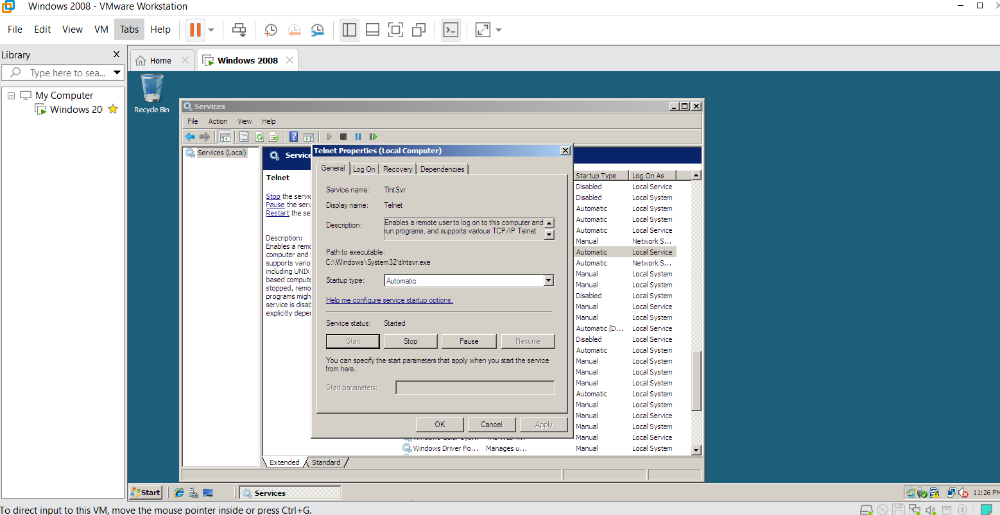 Windows 2008 - VMware Workstation
File Edit View VM Tabs Help
Library
Type here to sea...
My Computer
Windows 20
Home
Windows 2008
Recycle Bin
Services
File Action View Help
Services (Local)
Service
Telnet
Stop the servic
Pause the serv
Restart the se
Description:
Enables a remo
computer and
supports vario
including UNIX
based compute
stopped, remo
programs migh
service is disab
explicitly depe
Telnet Properties (Local Computer)
General Log On Recovery Dependencies
Service name: TlntSvr
Display name: Telnet
Description: Enables a remote user to log on to this computer and
run programs, and supports various TCP/IP Telnet
Path to executable:
C:\Windows\System32\tlntsvr.exe
Startup type: Automatic
Help me configure service startup options.
Service status: Started
Start Stop Pause Resume
You can specify the start parameters that apply when you start the service
from here.
Start parameters:
OK Cancel Apply
Startup Type Log On As
Disabled Local Service
Disabled Local System
Automatic Local System
Automatic Local System
Automatic Local Service
Manual Network S...
Automatic Local Service
Automatic Network S...
Manual Local System
Manual Local System
Disabled Local System
Manual Local Service
Manual Local System
Automatic (D... Local Service
Disabled Local Service
Automatic Local System
Manual Local System
Manual Local System
Manual Local System
Automatic Local System
Manual Local System
Manual Local Service
Manual Local System
Manual Local Service
Windows Driver Fo... Manages u... Manual Local System
Extended Standard
Start
Services
11:26 PM
To direct input to this VM, move the mouse pointer inside or press Ctrl+G.